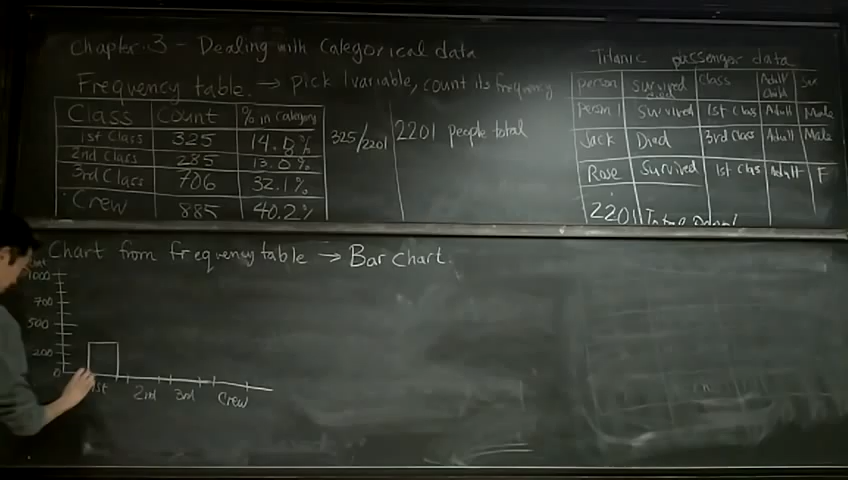 Chapter 3 - Dealing with Categorical data
Frequency table → pick 1 variable, count its frequency
Class Count % in Category
1st Class 325 14.8%
2nd Class 285 13.0%
3rd Class 706 32.1%
Crew 885 40.2%
325/2201
2201 people total
Titanic passenger data
person survived died class Adult Child Sex
Person 1 survived 1st Class Adult Male
Jack Died 3rd Class Adult Male
Rose Survived 1st Class Adult F
2201 Total
Chart from frequency table → Bar chart
1000
700
500
200
0
1st 2nd 3rd Crew